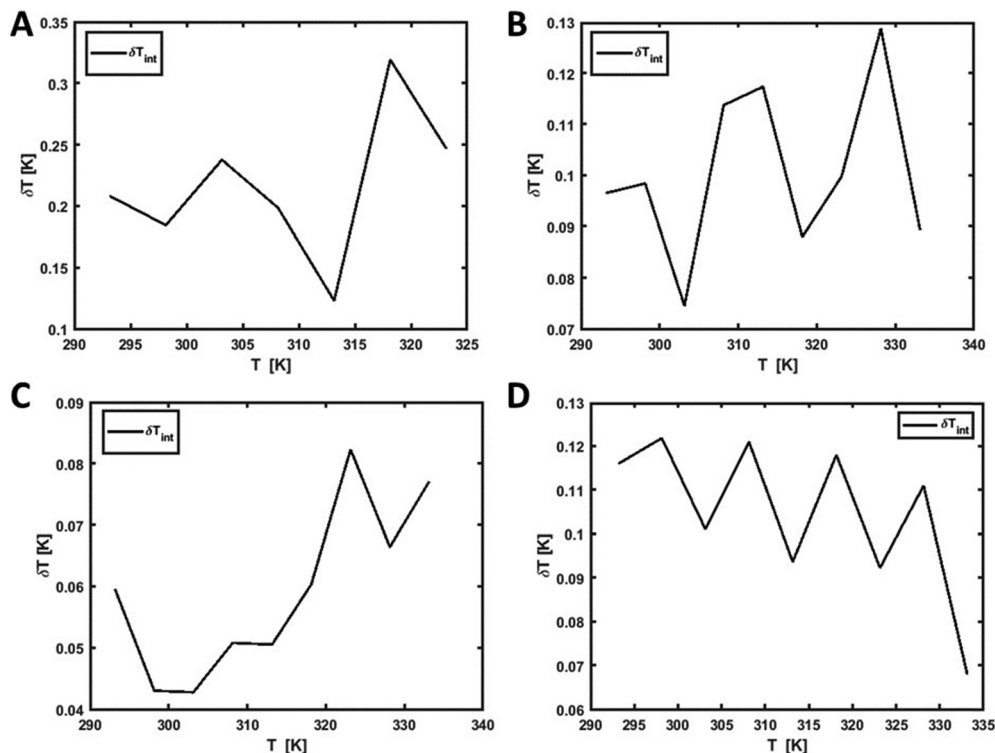 A
0.35
0.3
0.25
0.2
0.15
0.1
δT [K]
δTint
290 295 300 305 310 315 320 325
T [K]
B
0.13
0.12
0.11
0.1
0.09
0.08
0.07
δT [K]
δTint
290 300 310 320 330 340
T [K]
C
0.09
0.08
0.07
0.06
0.05
0.04
δT [K]
δTint
290 300 310 320 330 340
T [K]
D
0.13
0.12
0.11
0.1
0.09
0.08
0.07
0.06
δT [K]
δTint
290 295 300 305 310 315 320 325 330 335
T [K]